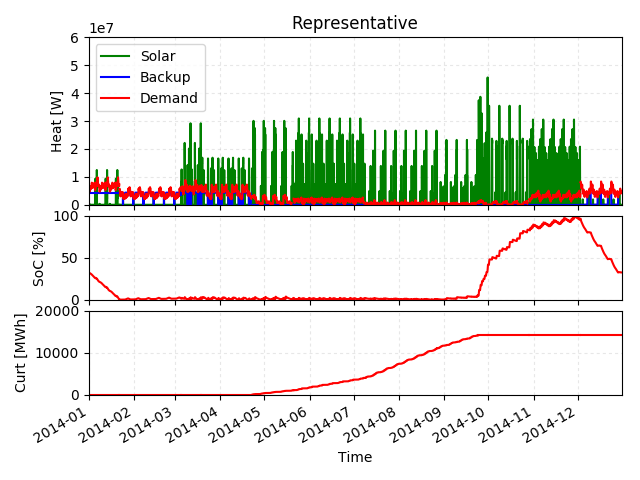 Representative
1e7
Heat [W]
6
5
4
3
2
1
0
Solar
Backup
Demand
SoC [%]
100
50
0
Curt [MWh]
20000
10000
0
2014-01
2014-02
2014-03
2014-04
2014-05
2014-06
2014-07
2014-08
2014-09
2014-10
2014-11
2014-12
Time